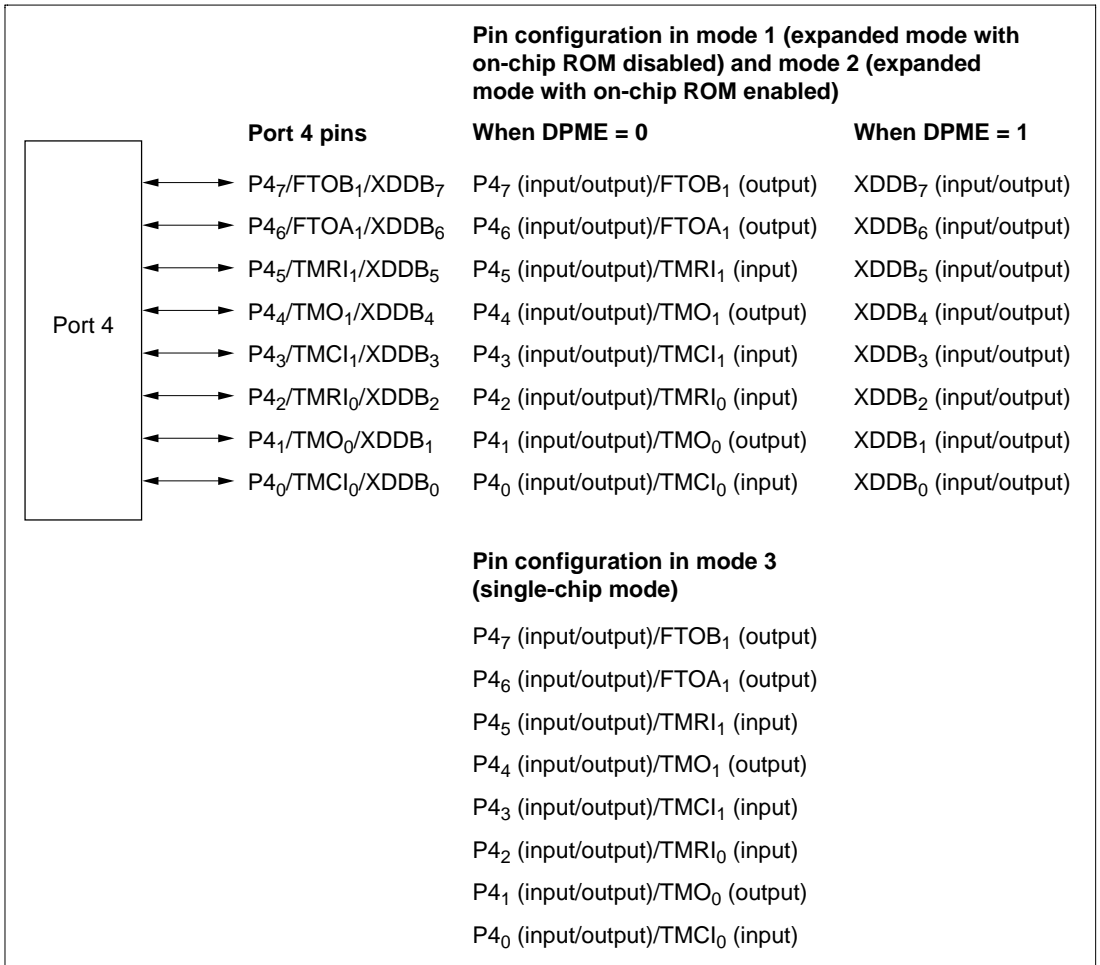 Pin configuration in mode 1 (expanded mode with
on-chip ROM disabled) and mode 2 (expanded
mode with on-chip ROM enabled)
Port 4 pins When DPME = 0 When DPME = 1
P4₇/FTOB₁/XDDB₇ P4₇ (input/output)/FTOB₁ (output) XDDB₇ (input/output)
P4₆/FTOA₁/XDDB₆ P4₆ (input/output)/FTOA₁ (output) XDDB₆ (input/output)
P4₅/TMRI₁/XDDB₅ P4₅ (input/output)/TMRI₁ (input) XDDB₅ (input/output)
Port 4
P4₄/TMO₁/XDDB₄ P4₄ (input/output)/TMO₁ (output) XDDB₄ (input/output)
P4₃/TMCI₁/XDDB₃ P4₃ (input/output)/TMCI₁ (input) XDDB₃ (input/output)
P4₂/TMRI₀/XDDB₂ P4₂ (input/output)/TMRI₀ (input) XDDB₂ (input/output)
P4₁/TMO₀/XDDB₁ P4₁ (input/output)/TMO₀ (output) XDDB₁ (input/output)
P4₀/TMCI₀/XDDB₀ P4₀ (input/output)/TMCI₀ (input) XDDB₀ (input/output)
Pin configuration in mode 3
(single-chip mode)
P4₇ (input/output)/FTOB₁ (output)
P4₆ (input/output)/FTOA₁ (output)
P4₅ (input/output)/TMRI₁ (input)
P4₄ (input/output)/TMO₁ (output)
P4₃ (input/output)/TMCI₁ (input)
P4₂ (input/output)/TMRI₀ (input)
P4₁ (input/output)/TMO₀ (output)
P4₀ (input/output)/TMCI₀ (input)